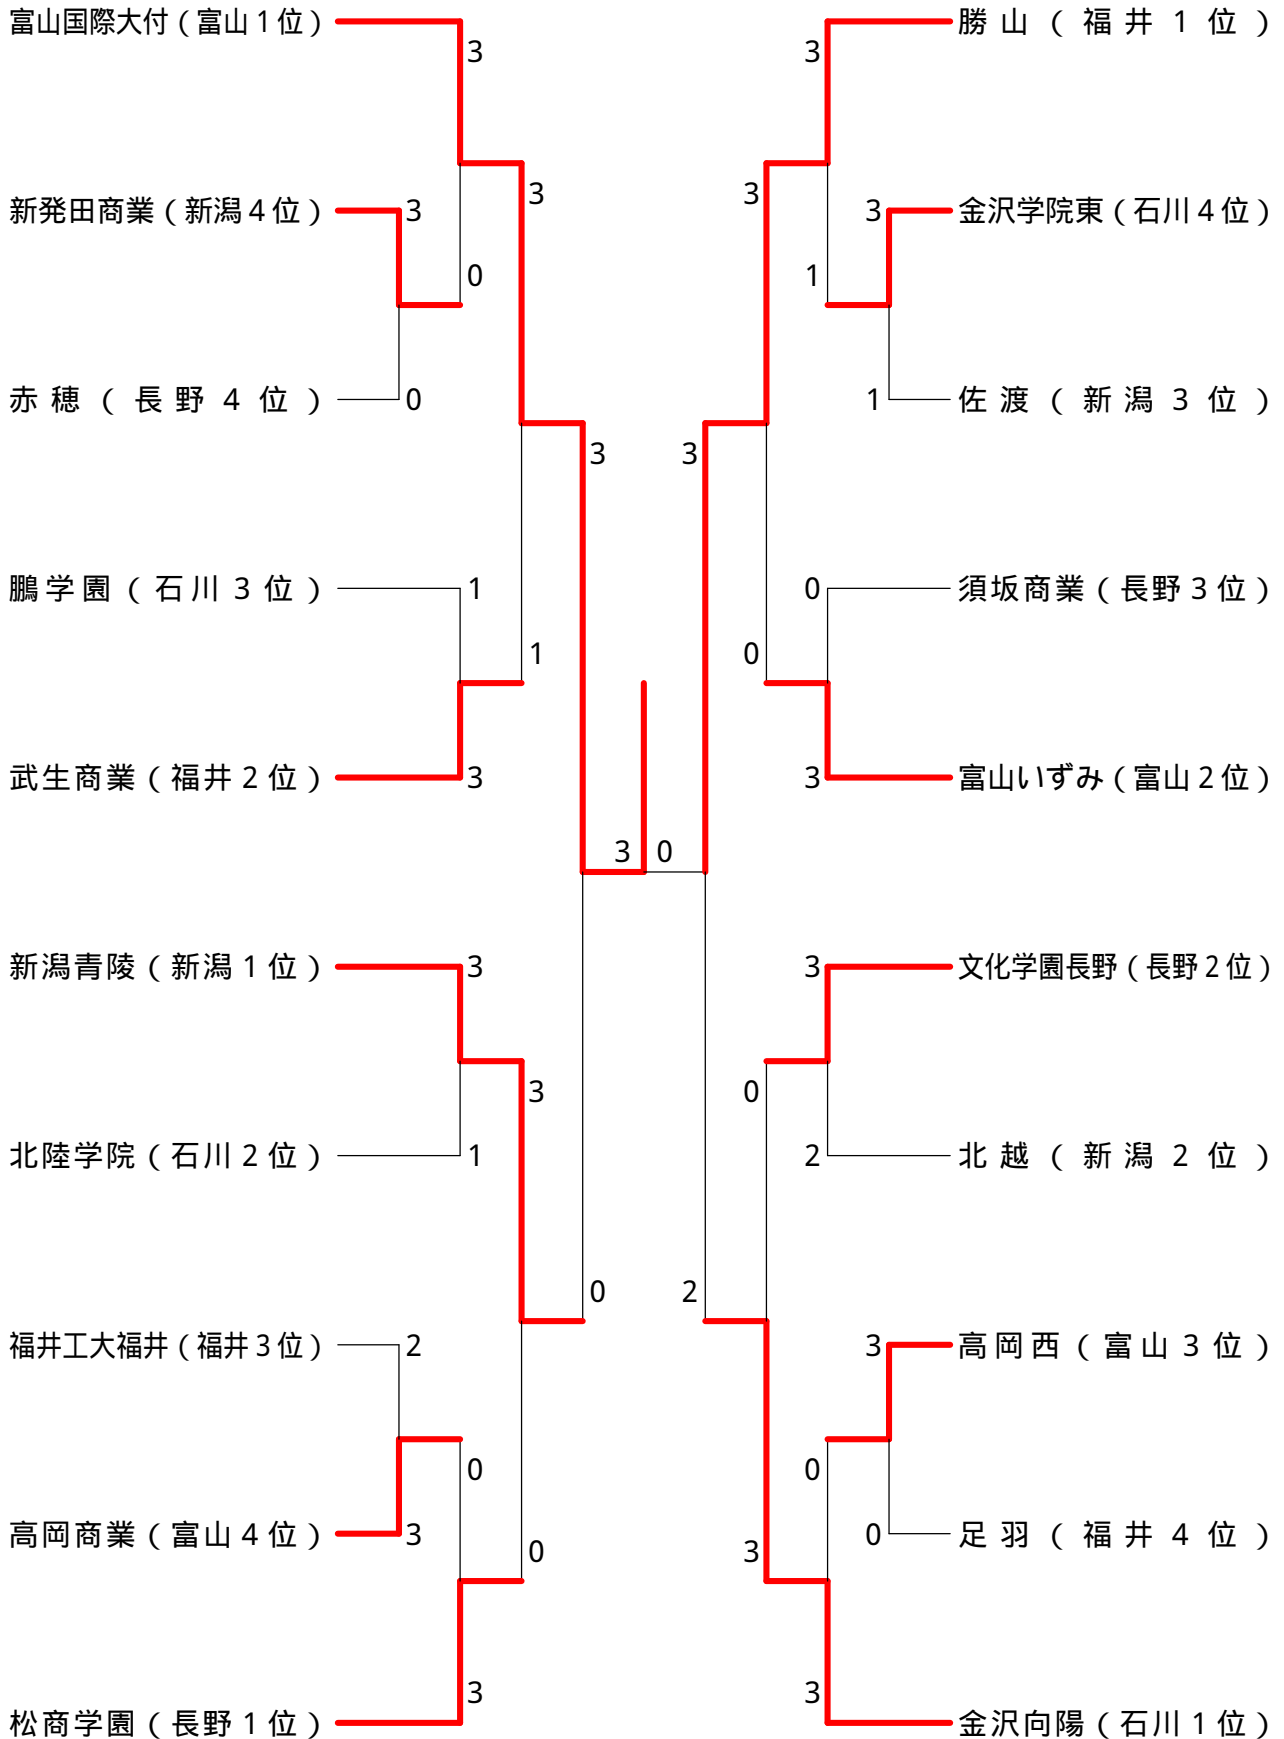 富山国際大付（富山1位）
3
3
勝山（福井1位）
新発田商業（新潟4位）
3
3
3
3
金沢学院東（石川4位）
0
1
赤穂（長野4位）
0
1
佐渡（新潟3位）
3
3
鵬学園（石川3位）
1
0
須坂商業（長野3位）
1
0
武生商業（福井2位）
3
3
富山いずみ（富山2位）
3
0
新潟青陵（新潟1位）
3
3
文化学園長野（長野2位）
3
0
北陸学院（石川2位）
1
2
北越（新潟2位）
0
2
福井工大福井（福井3位）
2
3
高岡西（富山3位）
0
0
高岡商業（富山4位）
3
0
足羽（福井4位）
0
3
3
3
松商学園（長野1位）
金沢向陽（石川1位）